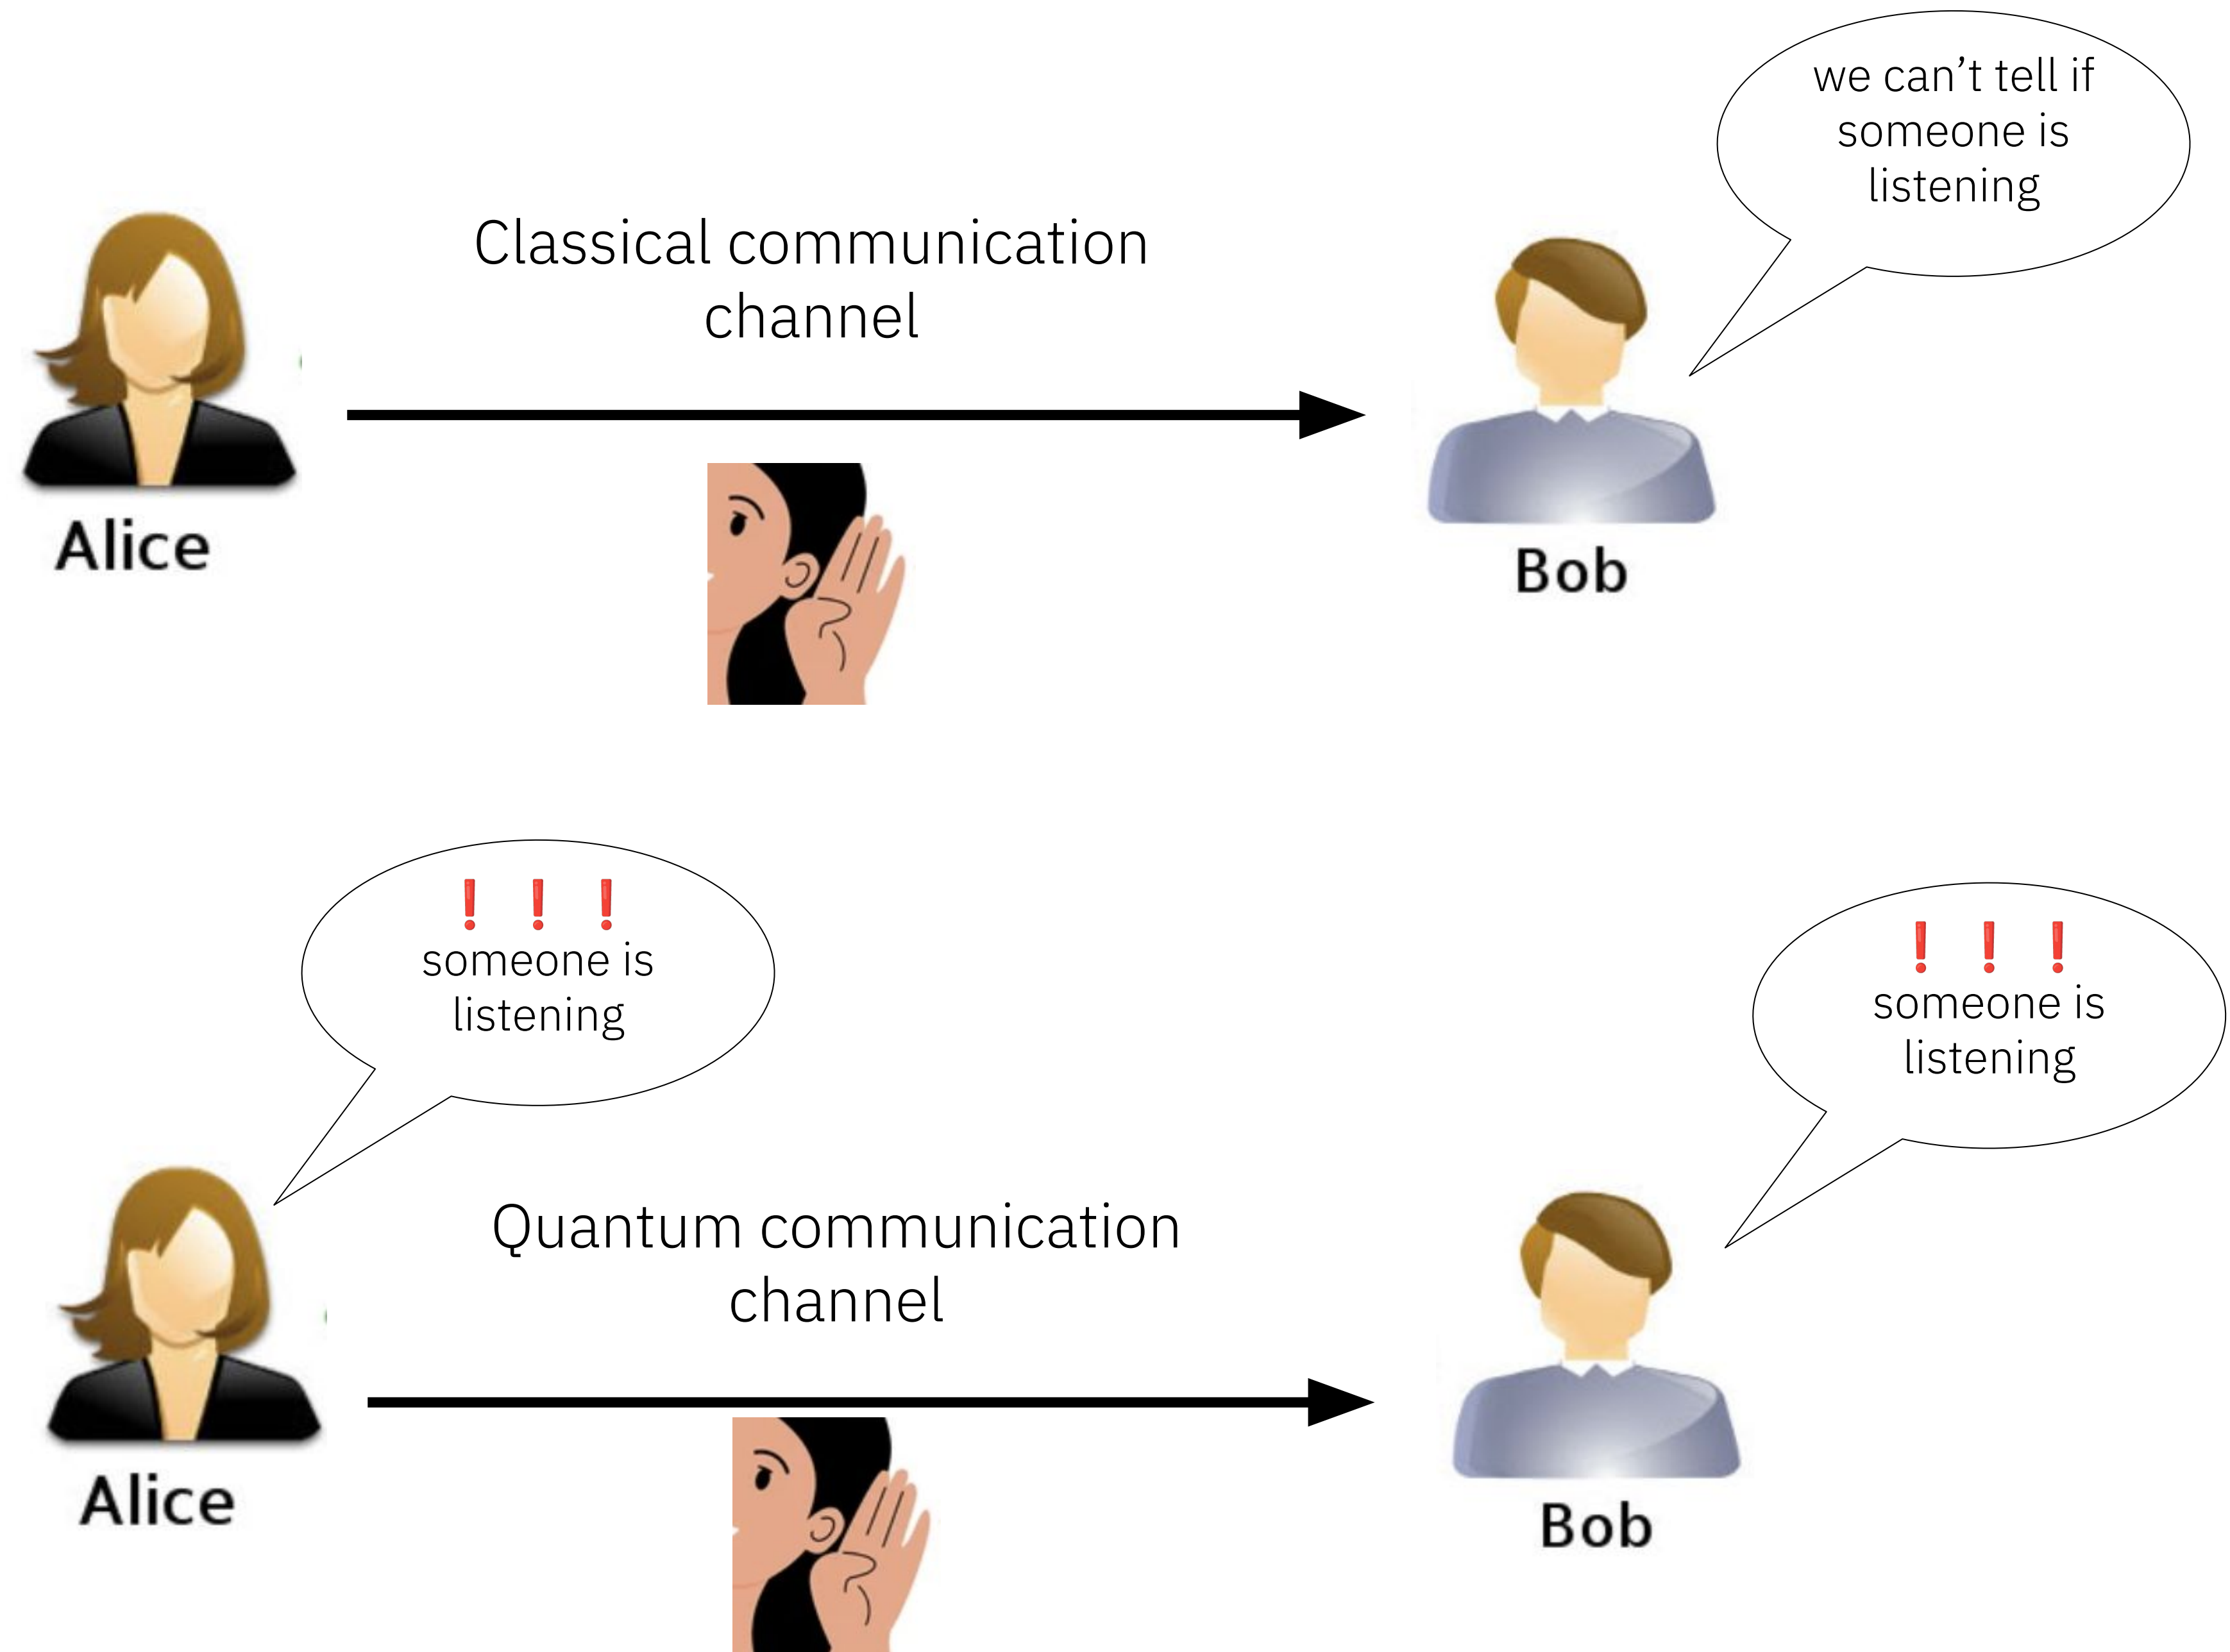 we can’t tell if
someone is
listening
Classical communication
channel
Alice
Bob
❗❗❗
someone is
listening
❗❗❗
someone is
listening
Quantum communication
channel
Alice
Bob